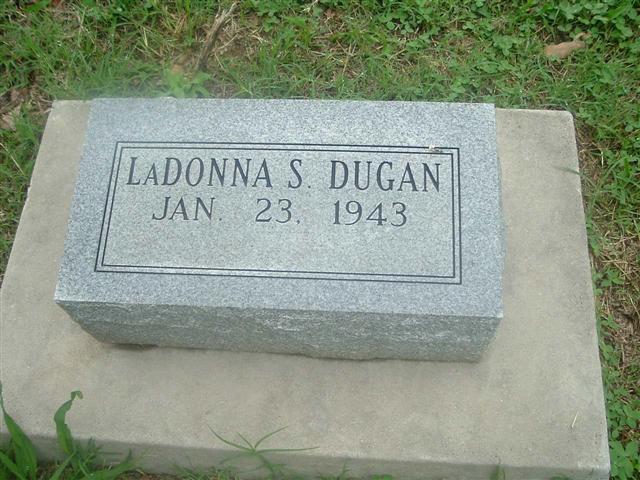 LaDONNA S. DUGAN
JAN. 23, 1943